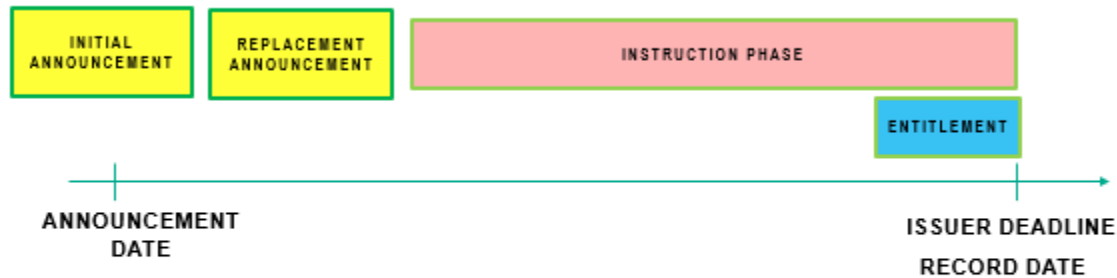 INITIAL
ANNOUNCEMENT
REPLACEMENT
ANNOUNCEMENT
INSTRUCTION PHASE
ENTITLEMENT
ANNOUNCEMENT
DATE
ISSUER DEADLINE
RECORD DATE